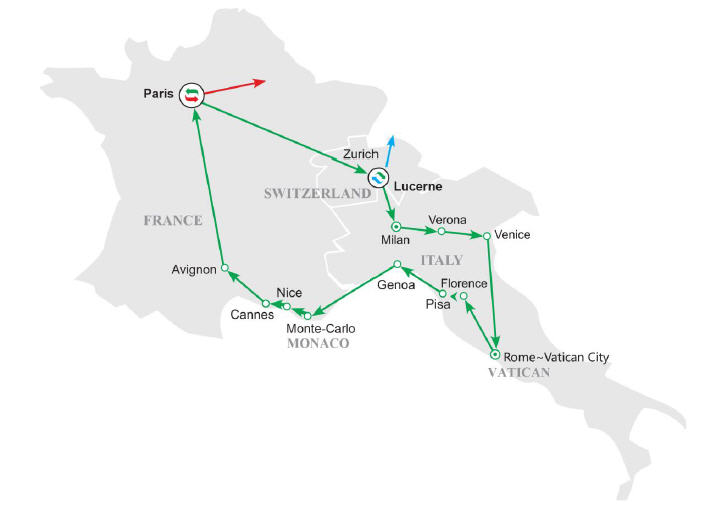 Paris
Zurich
SWITZERLAND
Lucerne
FRANCE
Verona
Milan
Venice
ITALY
Avignon
Genoa
Florence
Nice
Pisa
Cannes
Monte-Carlo
MONACO
Rome~Vatican City
VATICAN